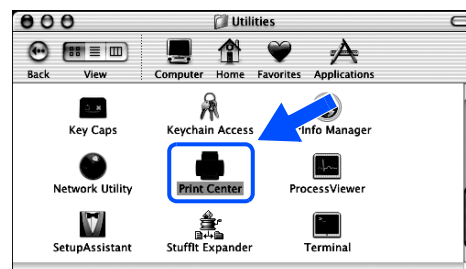 Utilities
Back View Computer Home Favorites Applications
Key Caps Keychain Access Info Manager
Network Utility Print Center ProcessViewer
SetupAssistant StuffIt Expander Terminal